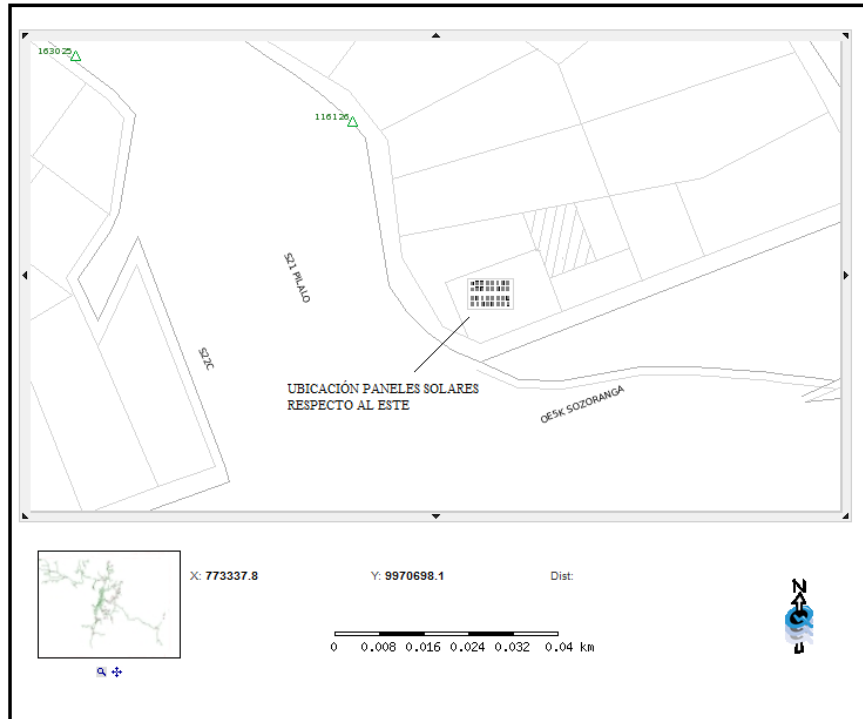 163025
116126
S21 PILALO
S22C
UBICACIÓN PANELES SOLARES
RESPECTO AL ESTE
OE5K SOZORANGA
X: 773337.8 Y: 9970698.1 Dist:
N
0 0.008 0.016 0.024 0.032 0.04 km